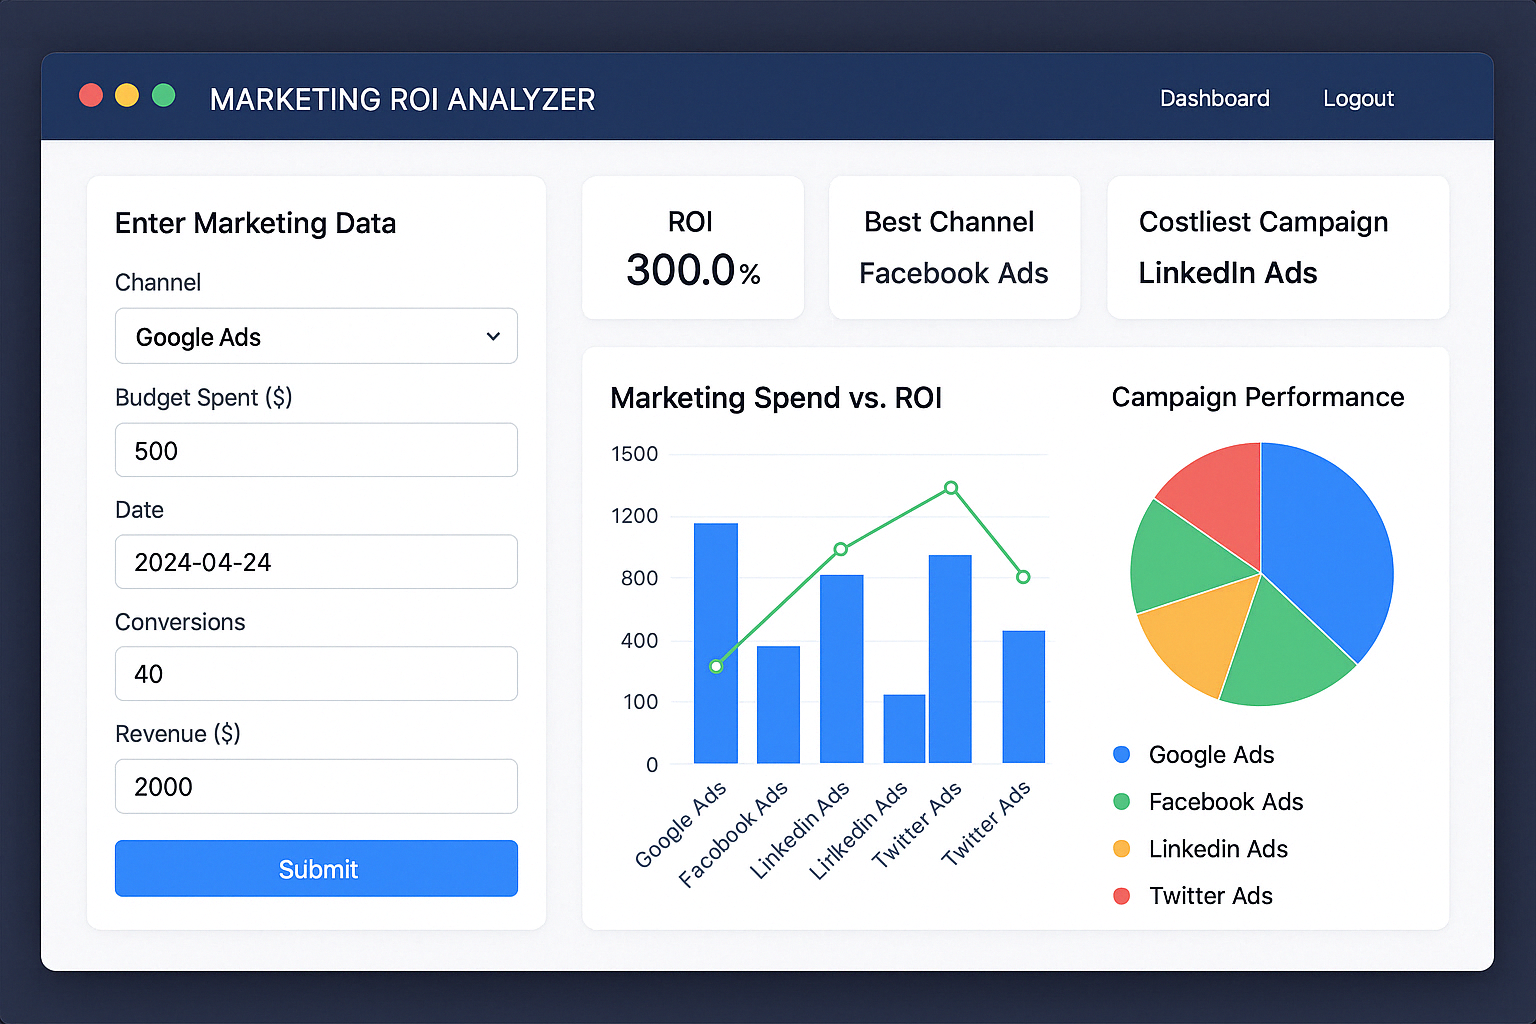 MARKETING ROI ANALYZER
Dashboard
Logout
Enter Marketing Data
Channel
Google Ads
Budget Spent ($)
500
Date
2024-04-24
Conversions
40
Revenue ($)
2000
Submit
ROI
300.0%
Best Channel
Facebook Ads
Costliest Campaign
LinkedIn Ads
Marketing Spend vs. ROI
1500
1200
800
400
100
0
Google Ads
Facobook Ads
Linkedin Ads
Lirlkedin Ads
Twitter Ads
Twitter Ads
Campaign Performance
Google Ads
Facebook Ads
Linkedin Ads
Twitter Ads